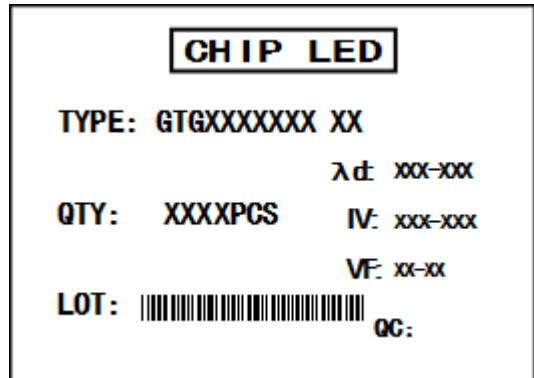 CHIP LED
TYPE: GTGXXXXXXX XX
λd: XXX-XXX
QTY: XXXXPCS
IV: XXX-XXX
VF: XX-XX
LOT:
QC: